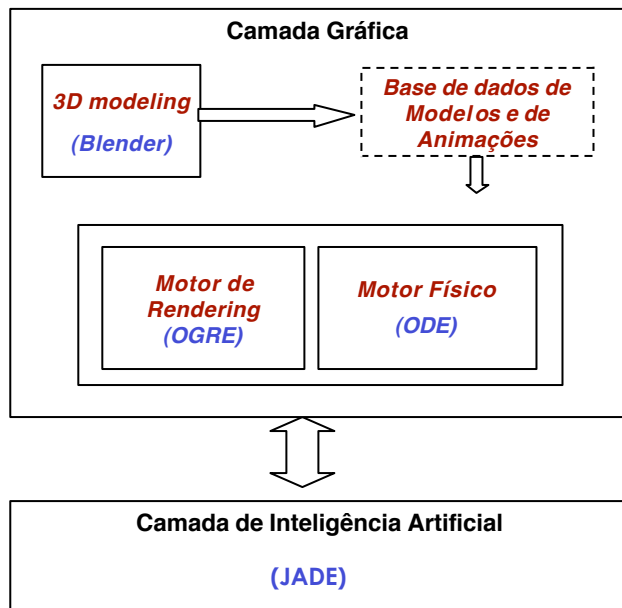 Camada Gráfica
3D modeling
(Blender)
Base de dados de
Modelos e de
Animações
Motor de
Rendering
(OGRE)
Motor Físico
(ODE)
Camada de Inteligência Artificial
(JADE)